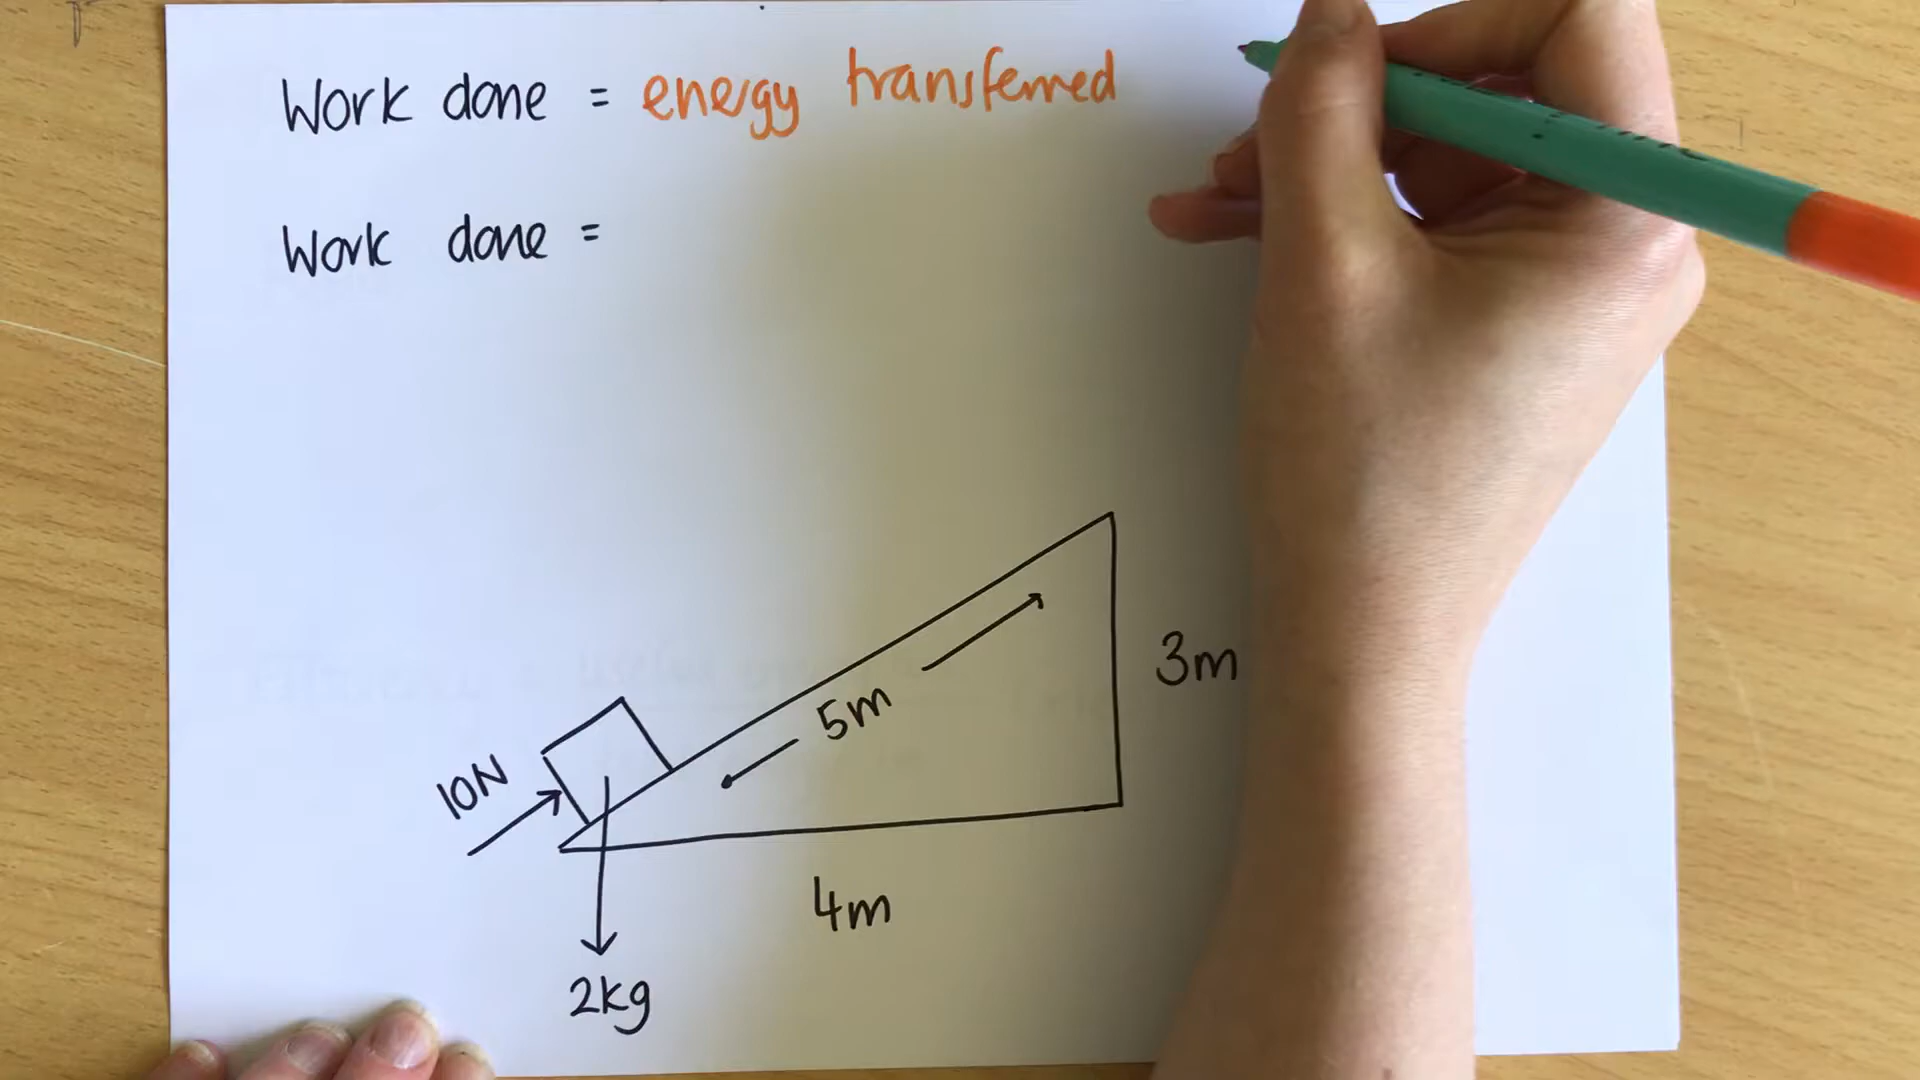 Work done = energy transferred
Work done =
5m
3m
10N
4m
2kg